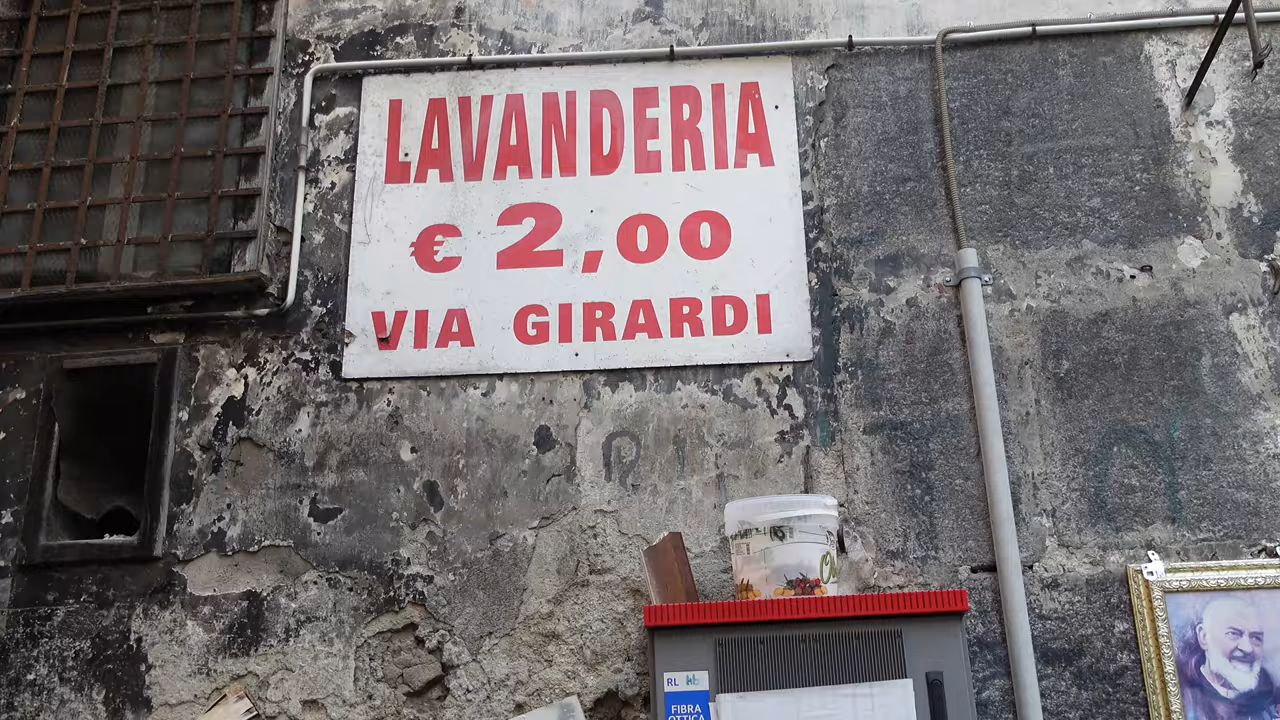 LAVANDERIA
€ 2,00
VIA GIRARDI
RL
FIBRA
OTTICA